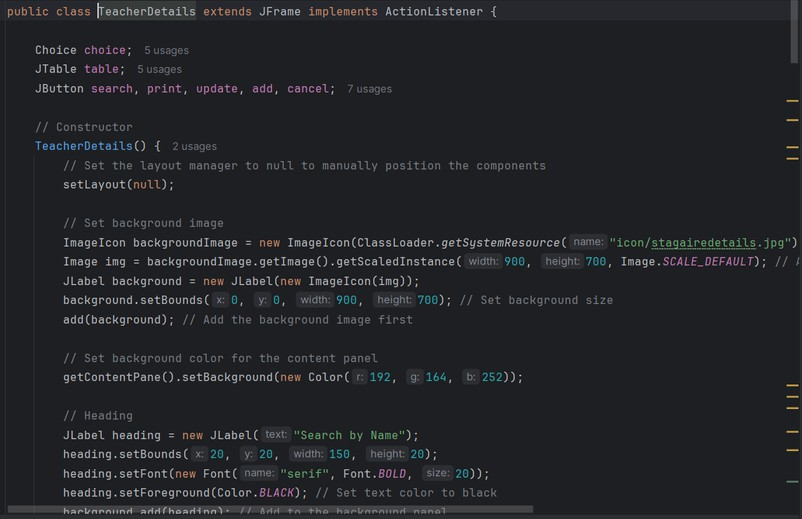 public class TeacherDetails extends JFrame implements ActionListener {
Choice choice; 5 usages
JTable table; 5 usages
JButton search, print, update, add, cancel; 7 usages
// Constructor
TeacherDetails() { 2 usages
// Set the layout manager to null to manually position the components
setLayout(null);
// Set background image
ImageIcon backgroundImage = new ImageIcon(ClassLoader.getSystemResource( name: "icon/stagairedetails.jpg")
Image img = backgroundImage.getImage().getScaledInstance( width: 900, height: 700, Image.SCALE_DEFAULT); //
JLabel background = new JLabel(new ImageIcon(img));
background.setBounds( x: 0, y: 0, width: 900, height: 700); // Set background size
add(background); // Add the background image first
// Set background color for the content panel
getContentPane().setBackground(new Color( r: 192, g: 164, b: 252));
// Heading
JLabel heading = new JLabel( text: "Search by Name");
heading.setBounds( x: 20, y: 20, width: 150, height: 20);
heading.setFont(new Font( name: "serif", Font.BOLD, size: 20));
heading.setForeground(Color.BLACK); // Set text color to black
background.add(heading); // Add to the background panel